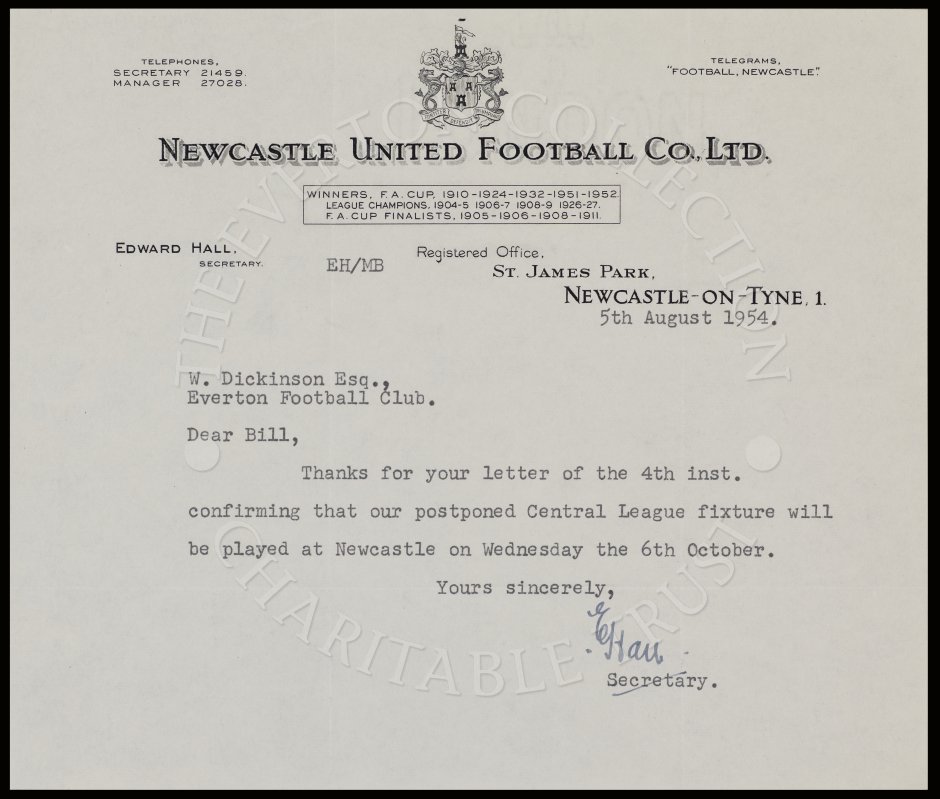 TELEPHONES,
SECRETARY 21459.
MANAGER 27028.
TELEGRAMS,
"FOOTBALL, NEWCASTLE".
NEWCASTLE UNITED FOOTBALL CO., LTD.
WINNERS, F.A. CUP, 1910-1924-1932-1951-1952.
LEAGUE CHAMPIONS, 1904-5 1906-7 1908-9 1926-27.
F.A. CUP FINALISTS, 1905-1906-1908-1911.
EDWARD HALL,
SECRETARY.
EH/MB
Registered Office,
ST. JAMES PARK,
NEWCASTLE-ON-TYNE, 1.
5th August 1954.
W. Dickinson Esq.,
Everton Football Club.
Dear Bill,
Thanks for your letter of the 4th inst.
confirming that our postponed Central League fixture will
be played at Newcastle on Wednesday the 6th October.
Yours sincerely,
E Hall
Secretary.
THE EVERTON COLLECTION
CHARITABLE TRUST